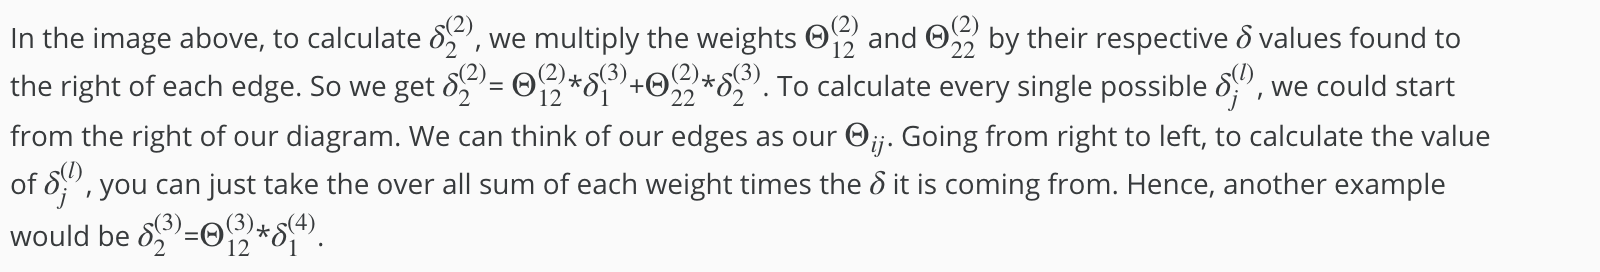 In the image above, to calculate $\delta_2^{(2)}$, we multiply the weights $\Theta_{12}^{(2)}$ and $\Theta_{22}^{(2)}$ by their respective $\delta$ values found to
the right of each edge. So we get $\delta_2^{(2)}$= $\Theta_{12}^{(2)}$*$\delta_1^{(3)}$+$\Theta_{22}^{(2)}$*$\delta_2^{(3)}$. To calculate every single possible $\delta_j^{(l)}$, we could start
from the right of our diagram. We can think of our edges as our $\Theta_{ij}$. Going from right to left, to calculate the value
of $\delta_j^{(l)}$, you can just take the over all sum of each weight times the $\delta$ it is coming from. Hence, another example
would be $\delta_2^{(3)}$=$\Theta_{12}^{(3)}$*$\delta_1^{(4)}$.